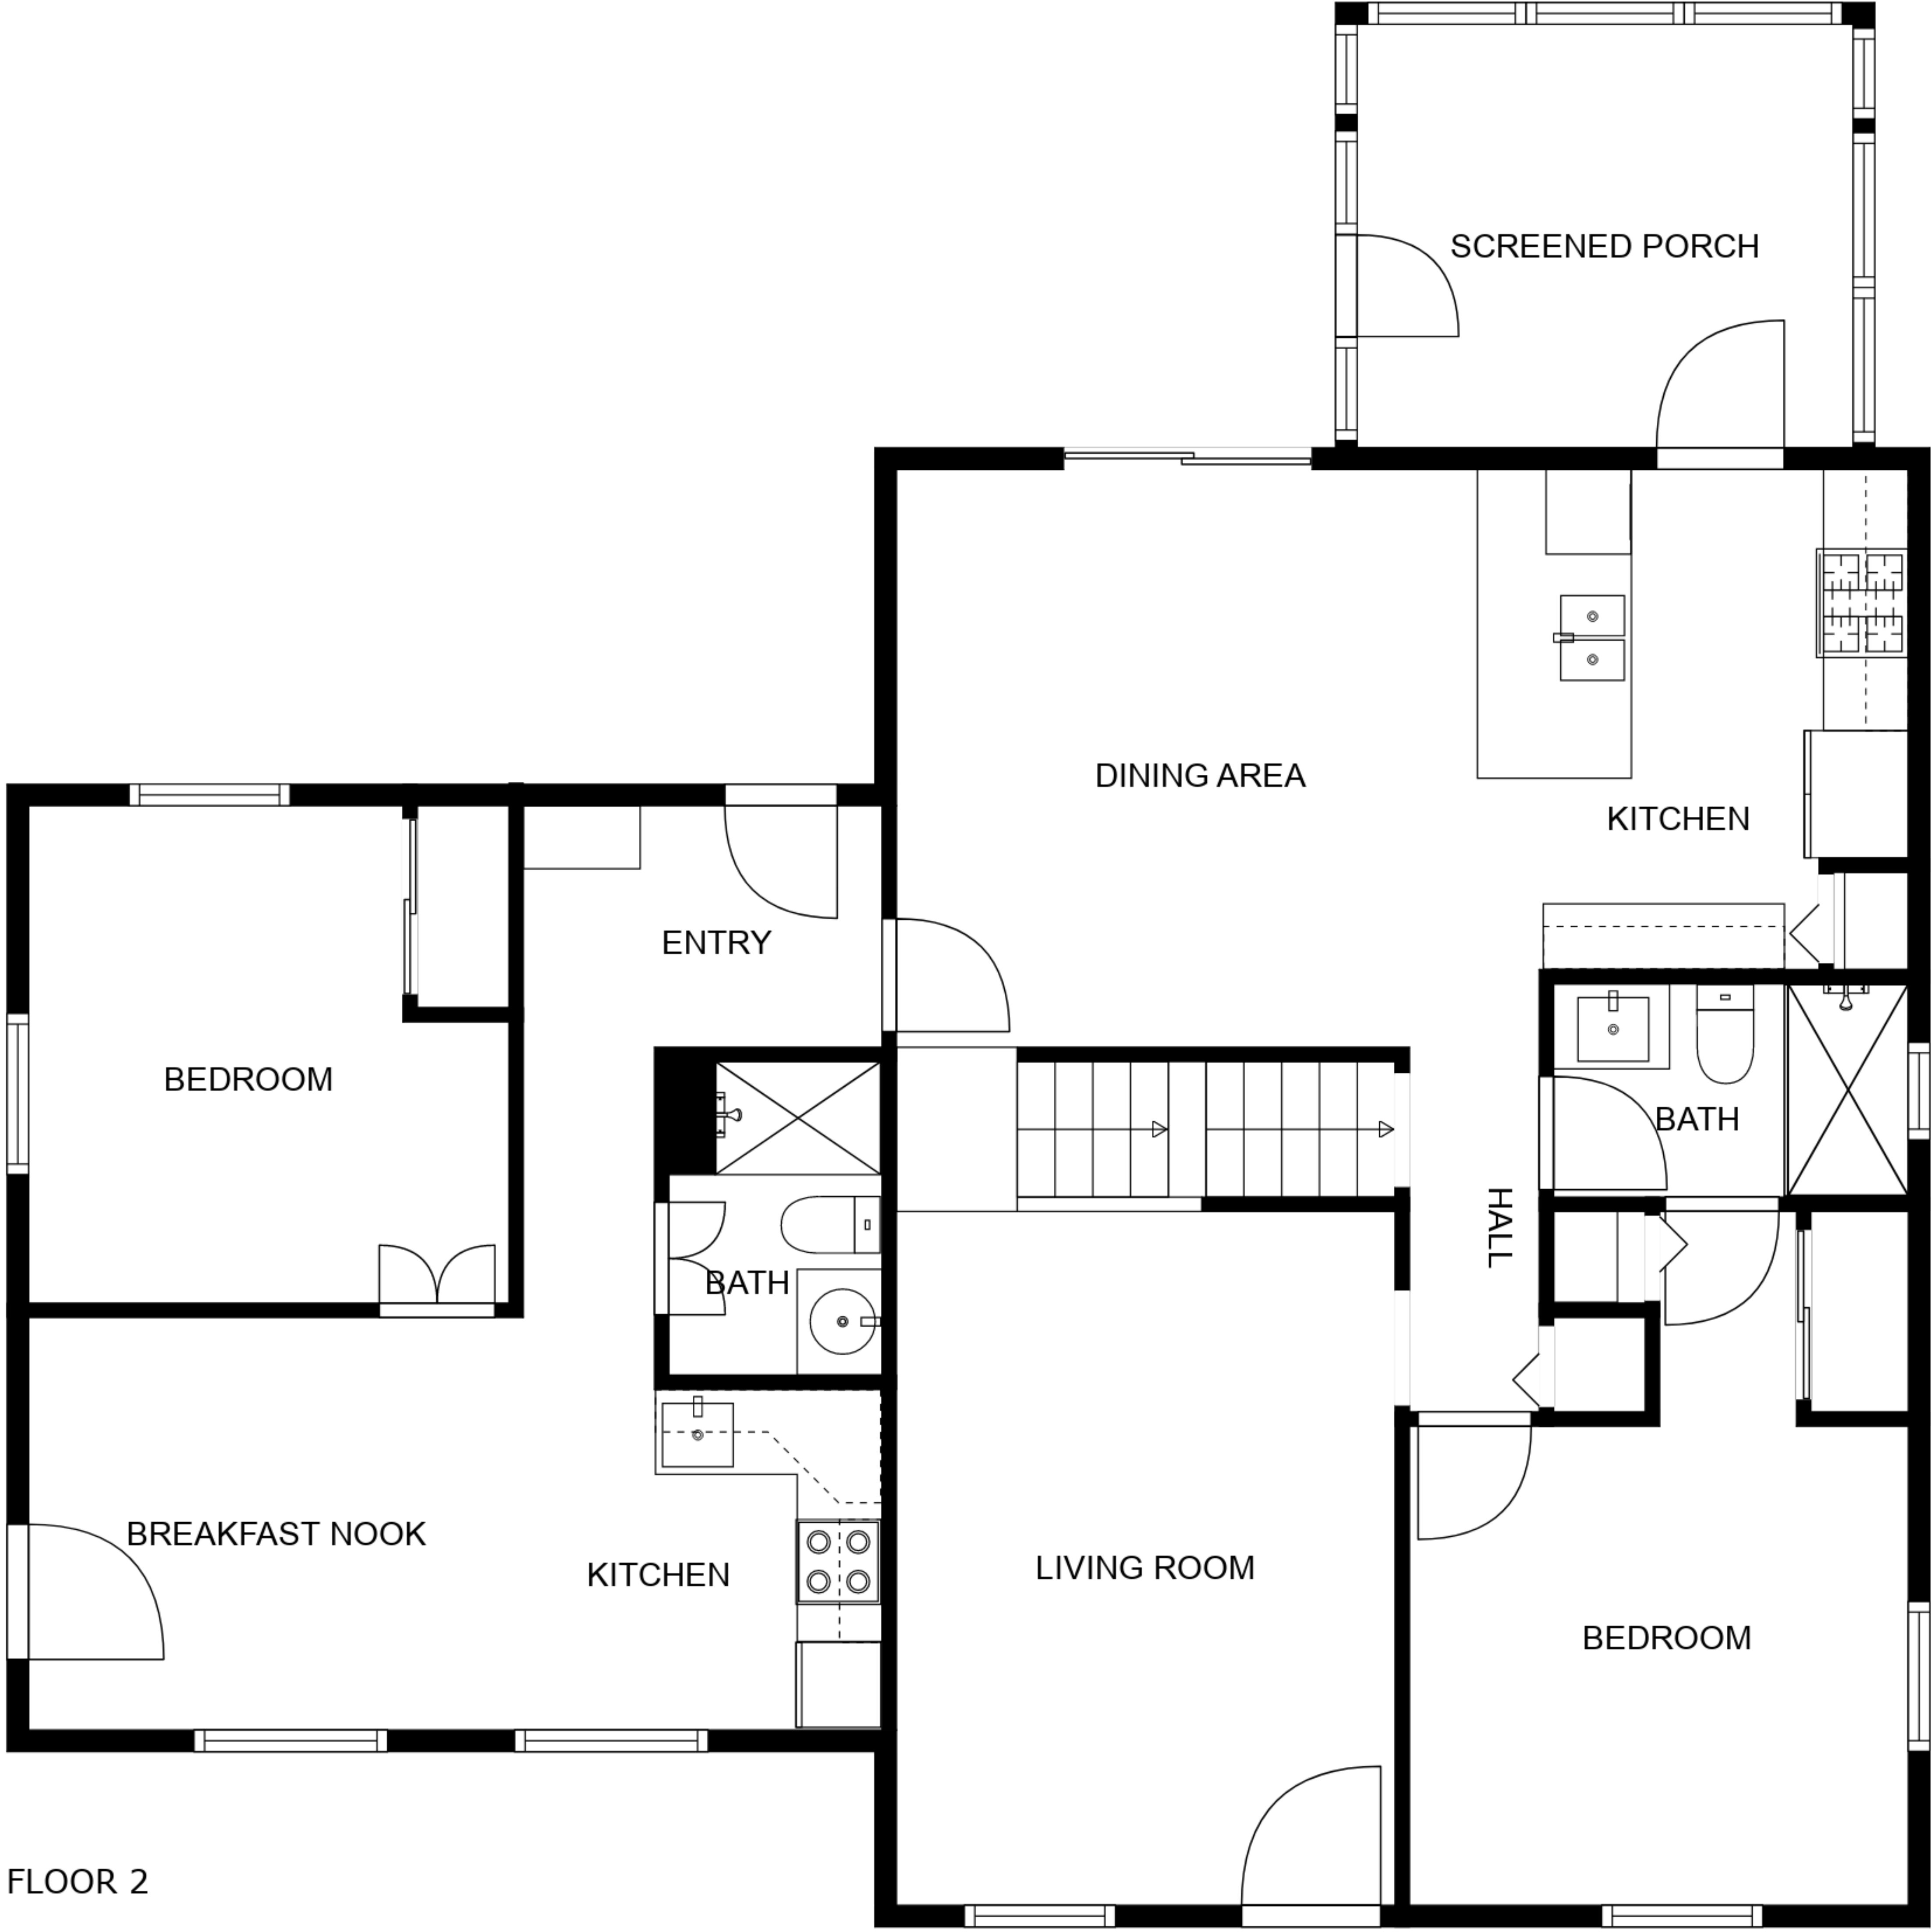 SCREENED PORCH
DINING AREA
KITCHEN
ENTRY
BEDROOM
BATH
HALL
BATH
BREAKFAST NOOK
KITCHEN
LIVING ROOM
BEDROOM
FLOOR 2